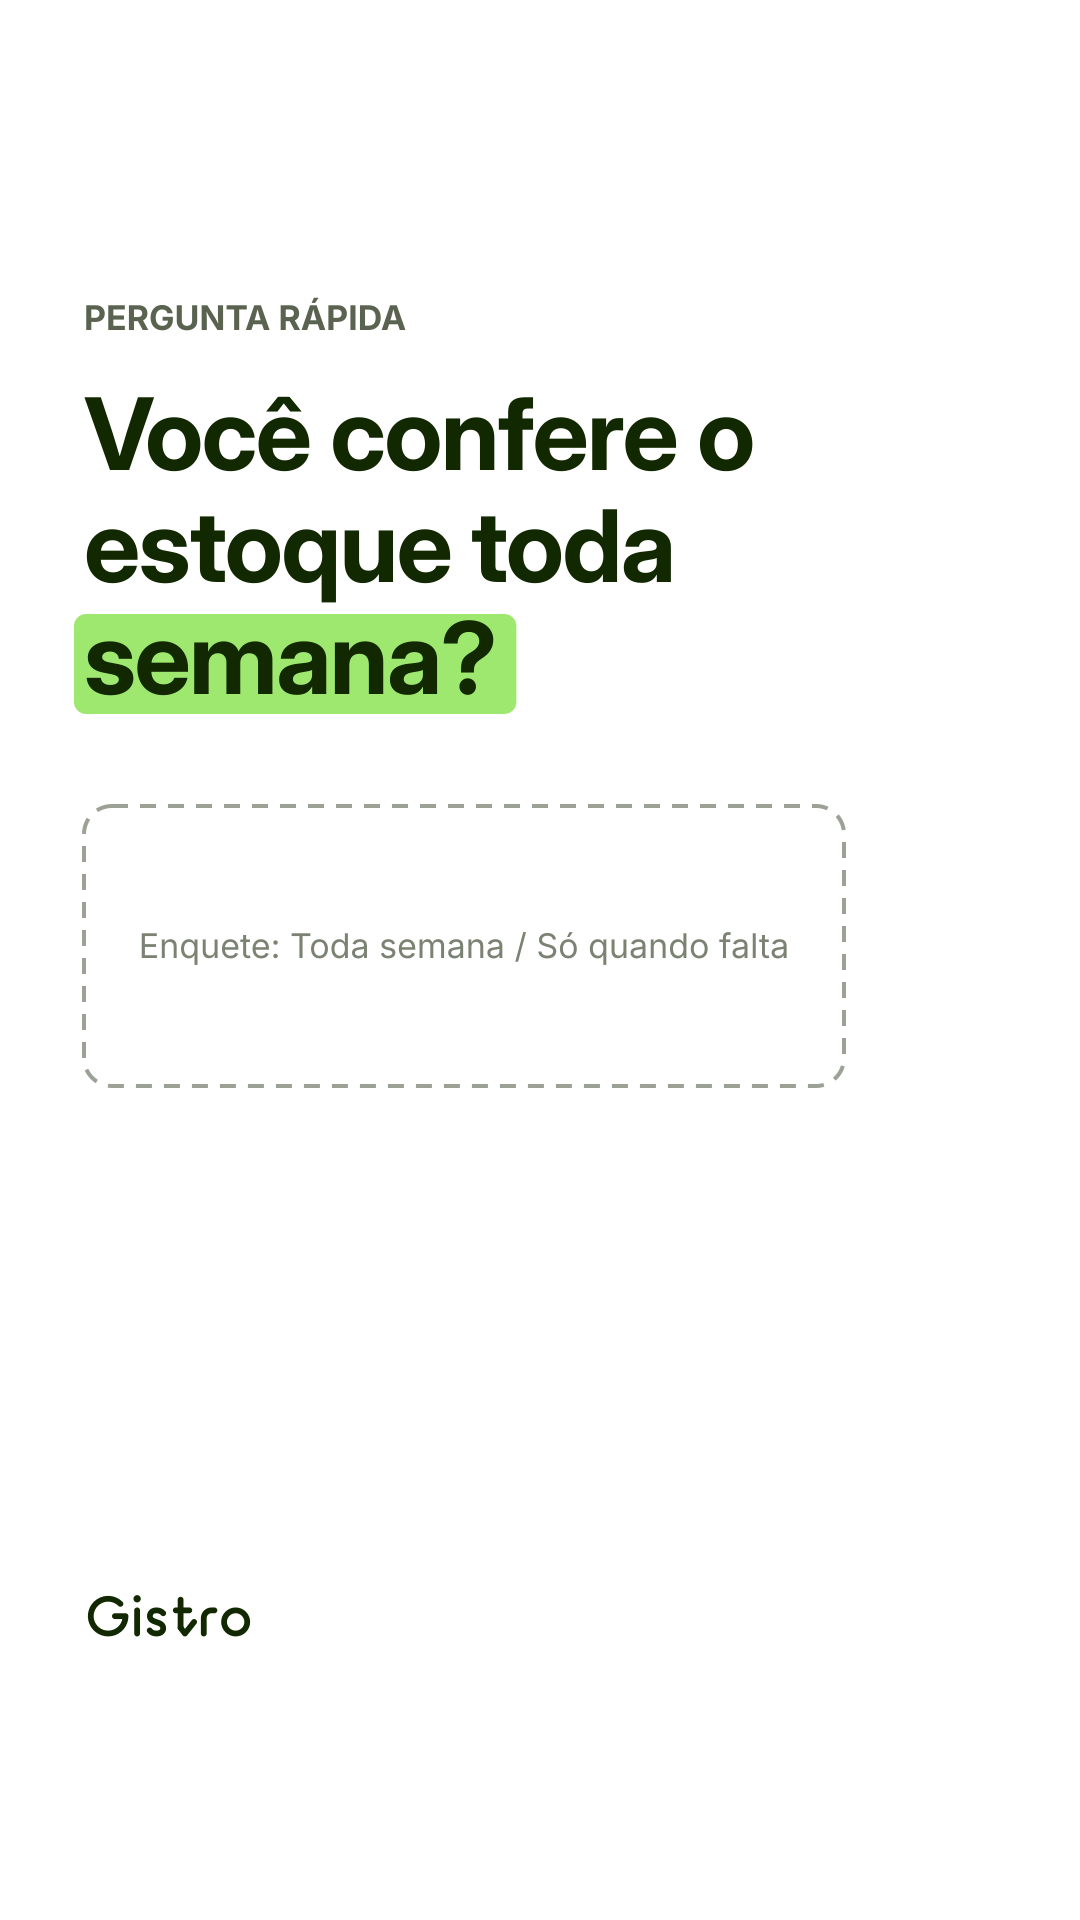 PERGUNTA RÁPIDA
Você confere o
estoque toda
semana?
Enquete: Toda semana / Só quando falta
Gistro